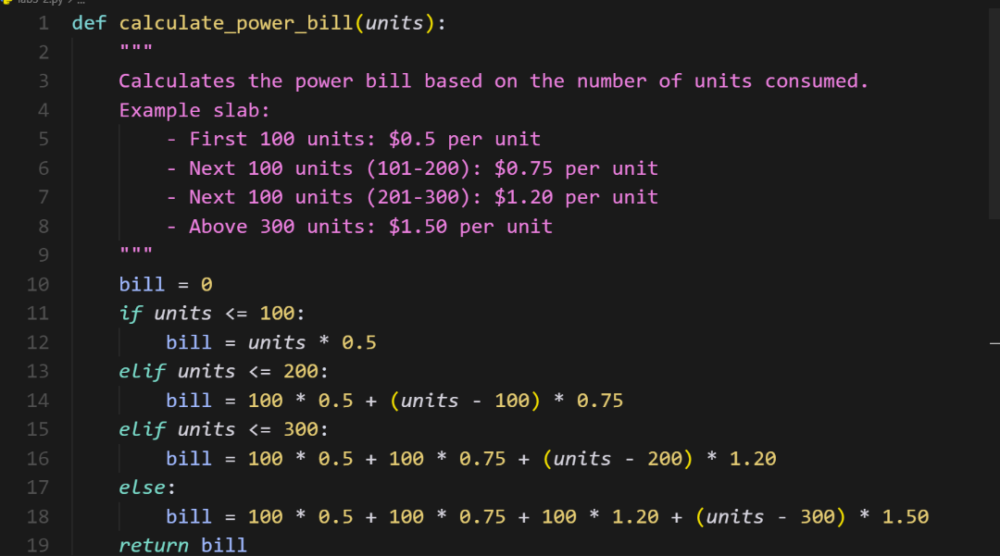 1 def calculate_power_bill(units):
2     """
3     Calculates the power bill based on the number of units consumed.
4     Example slab:
5         - First 100 units: $0.5 per unit
6         - Next 100 units (101-200): $0.75 per unit
7         - Next 100 units (201-300): $1.20 per unit
8         - Above 300 units: $1.50 per unit
9     """
10     bill = 0
11     if units <= 100:
12         bill = units * 0.5
13     elif units <= 200:
14         bill = 100 * 0.5 + (units - 100) * 0.75
15     elif units <= 300:
16         bill = 100 * 0.5 + 100 * 0.75 + (units - 200) * 1.20
17     else:
18         bill = 100 * 0.5 + 100 * 0.75 + 100 * 1.20 + (units - 300) * 1.50
19     return bill